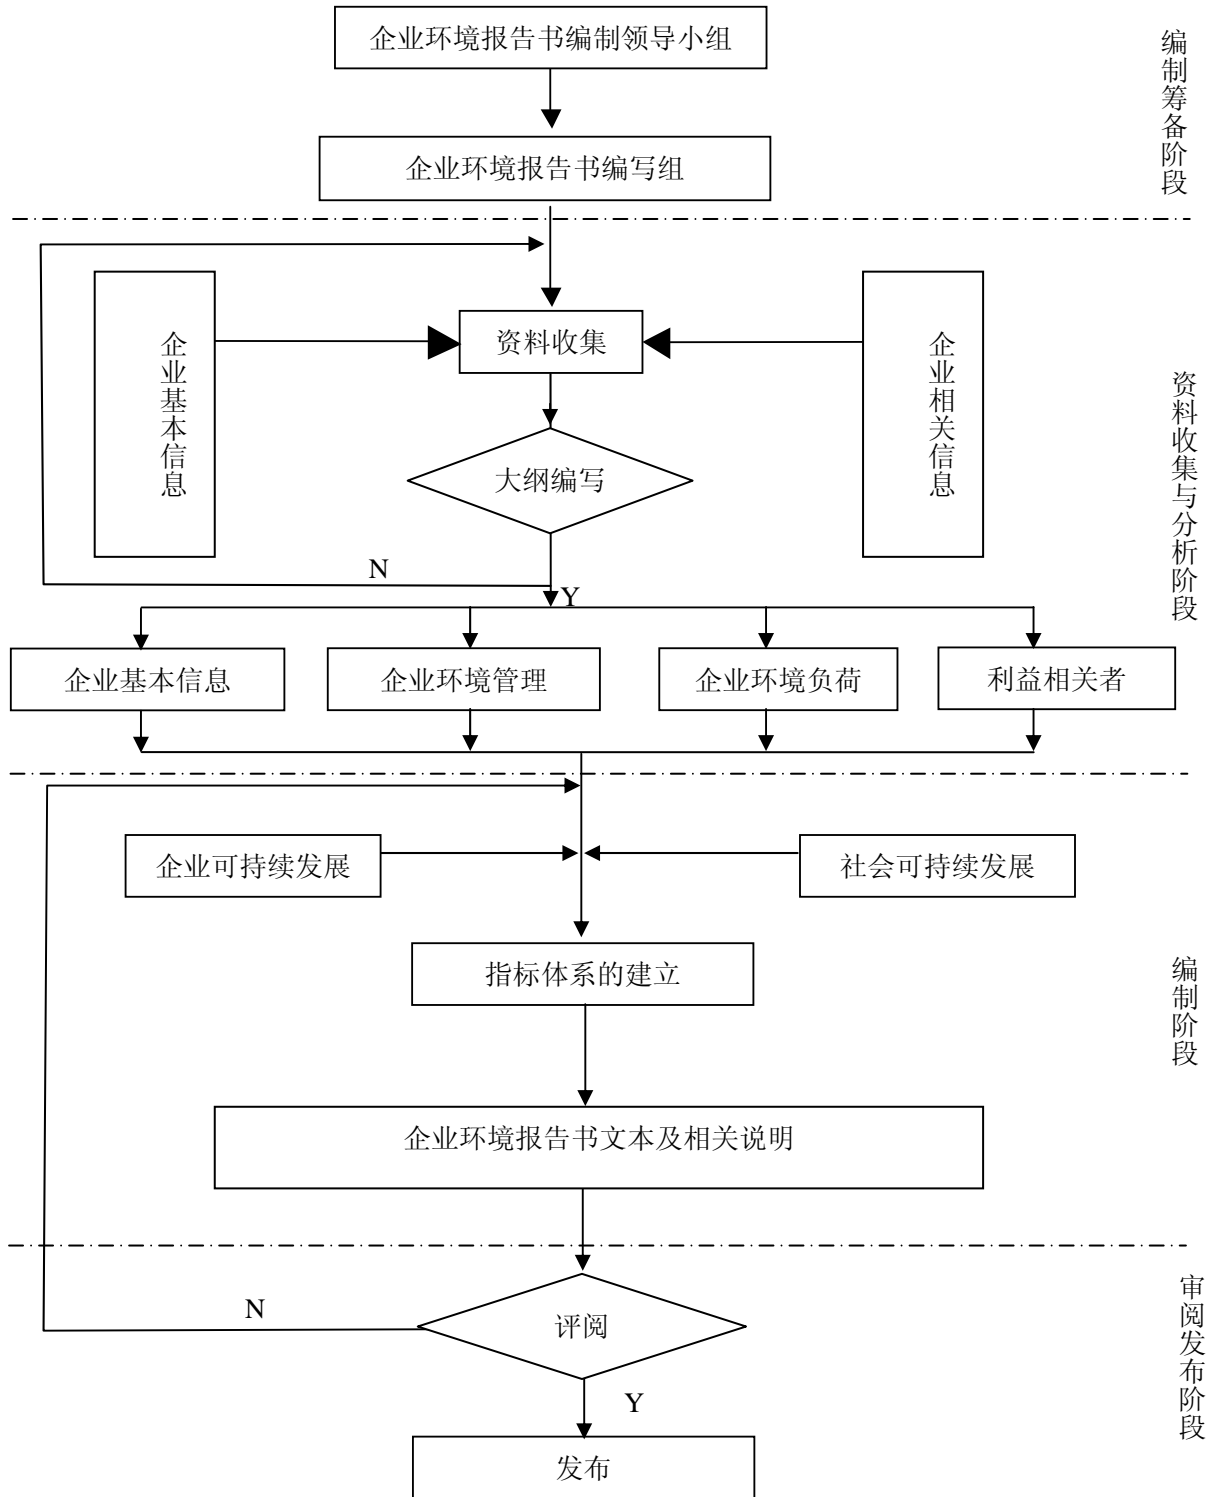 企业环境报告书编制领导小组
编制筹备阶段
企业环境报告书编写组
资料收集
企业基本信息
企业相关信息
资料收集与分析阶段
大纲编写
N
Y
企业基本信息
企业环境管理
企业环境负荷
利益相关者
企业可持续发展
社会可持续发展
指标体系的建立
编制阶段
企业环境报告书文本及相关说明
审阅发布阶段
N
评阅
Y
发布